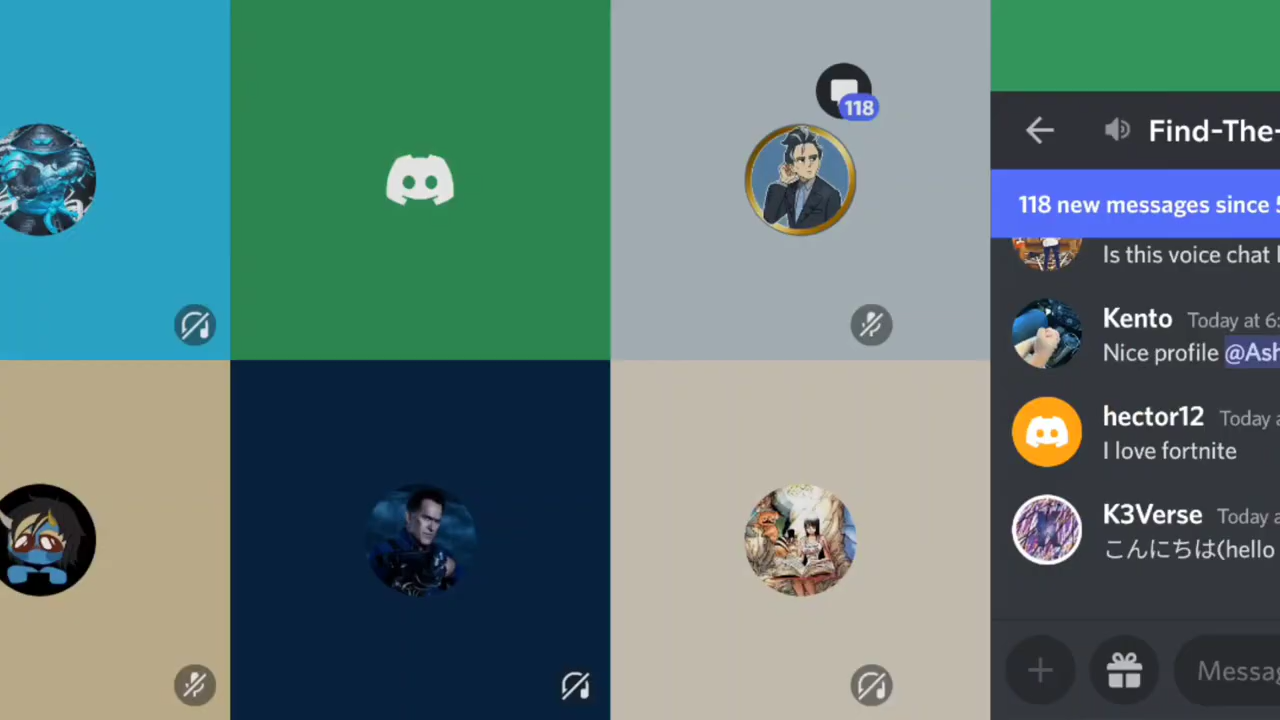 118
Find-The-
118 new messages since
Is this voice chat
Kento Today at 6:
Nice profile @Ash
hector12 Today a
I love fortnite
K3Verse Today a
こんにちは(hello
Messag